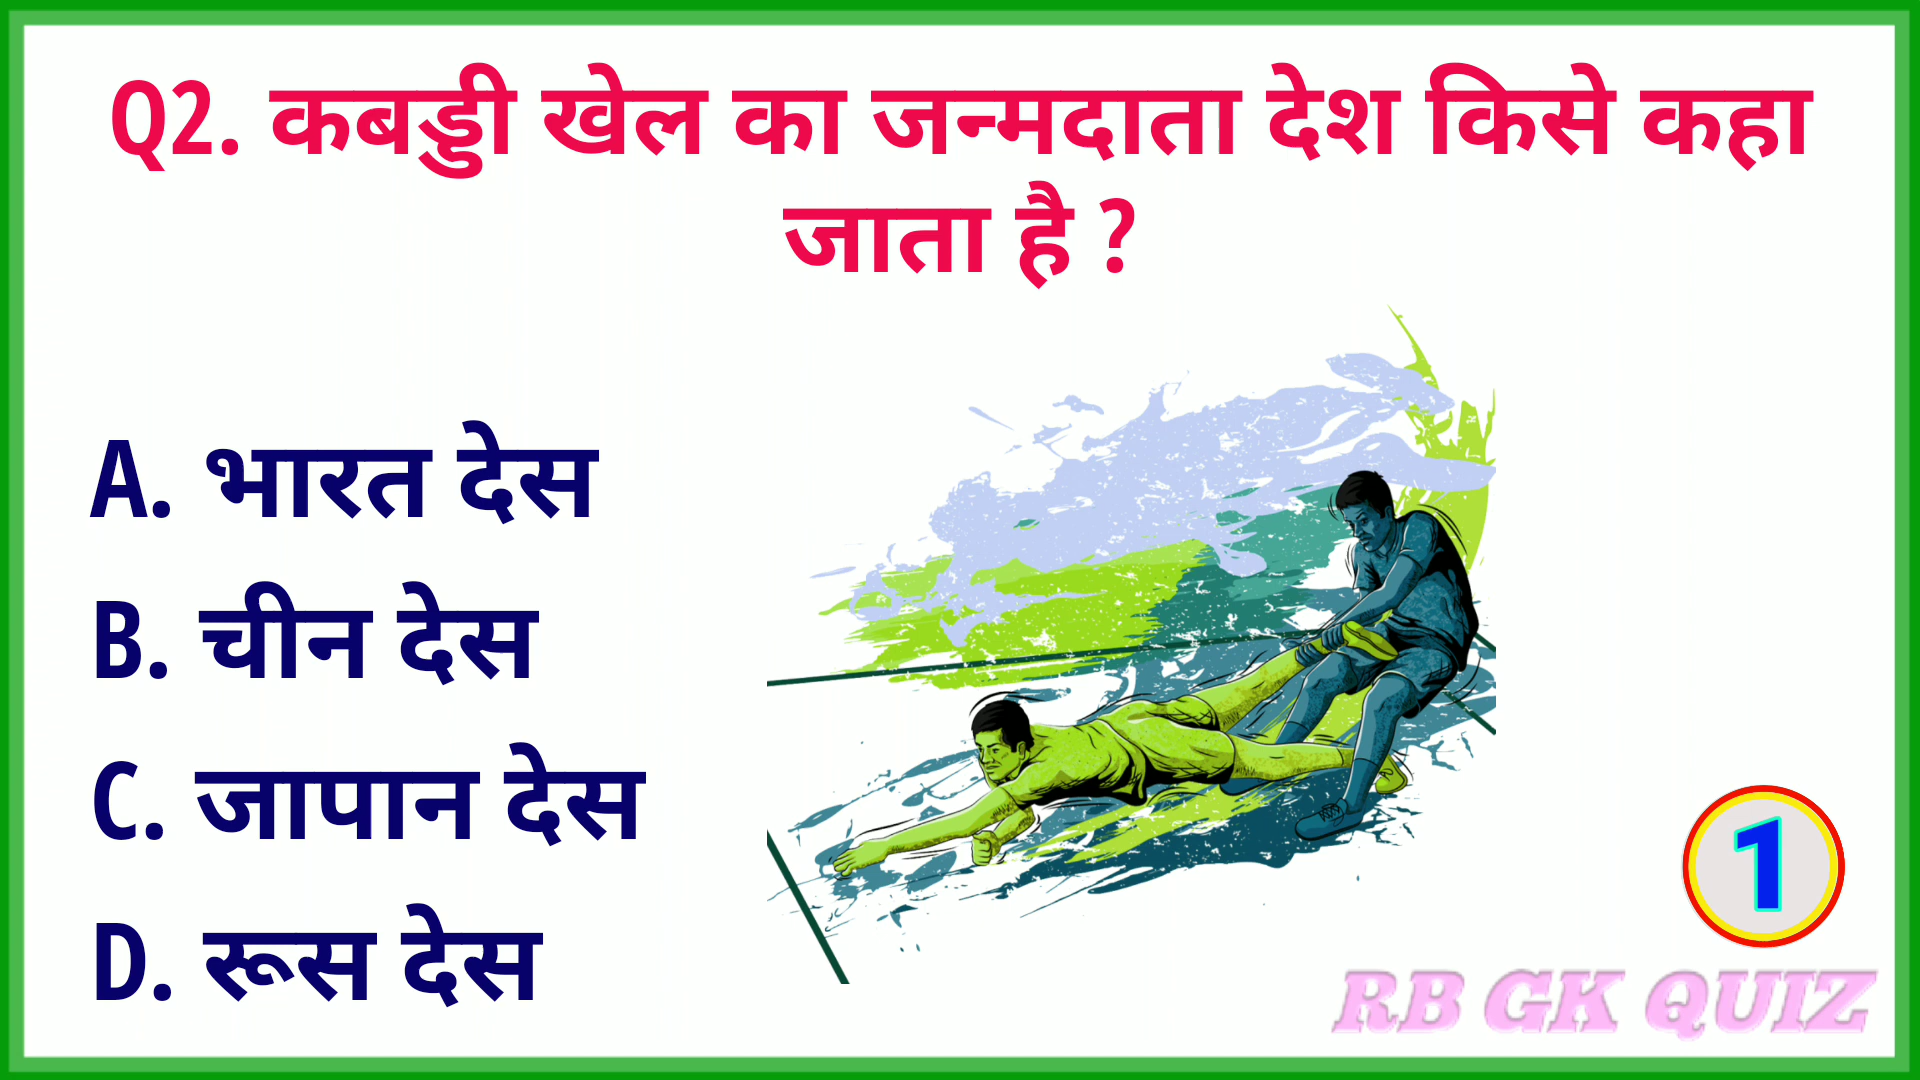 Q2. कबड्डी खेल का जन्मदाता देश किसे कहा
जाता है ?
A. भारत देस
B. चीन देस
C. जापान देस
D. रूस देस
1
RB GK QUIZ